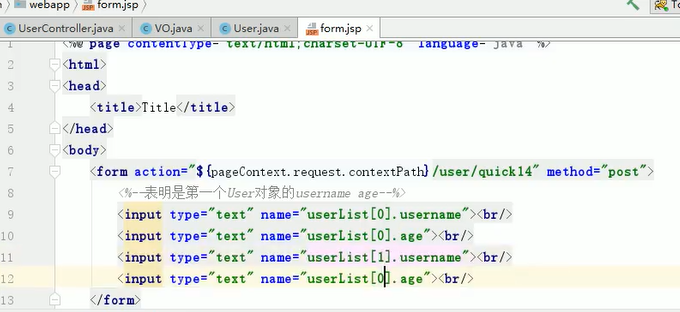 webapp form.jsp To
UserController.java VO.java User.java form.jsp
1 <%@ page contentType="text/html;charset=UTF-8" language="java" %>
2 <html>
3 <head>
4 <title>Title</title>
5 </head>
6 <body>
7 <form action="${pageContext.request.contextPath}/user/quick14" method="post">
8 <%--表明是第一个User对象的username age--%>
9 <input type="text" name="userList[0].username"><br/>
10 <input type="text" name="userList[0].age"><br/>
11 <input type="text" name="userList[1].username"><br/>
12 <input type="text" name="userList[0].age"><br/>
13 </form>